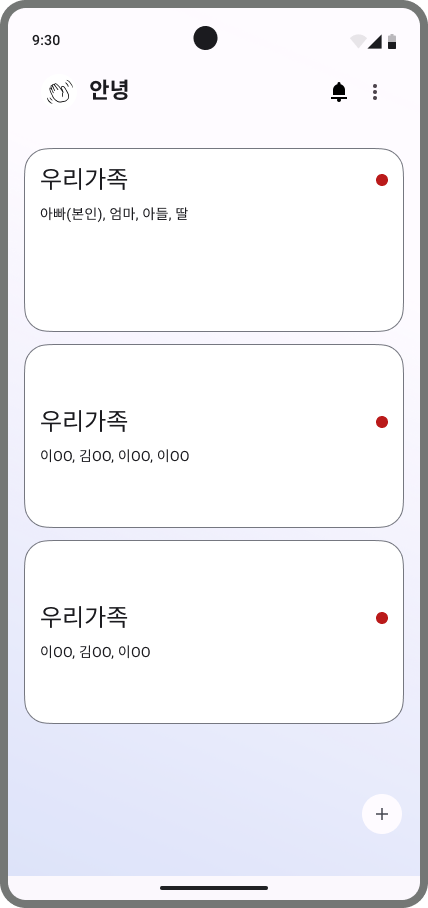 9:30
안녕
우리가족
아빠(본인), 엄마, 아들, 딸
우리가족
이OO, 김OO, 이OO, 이OO
우리가족
이OO, 김OO, 이OO